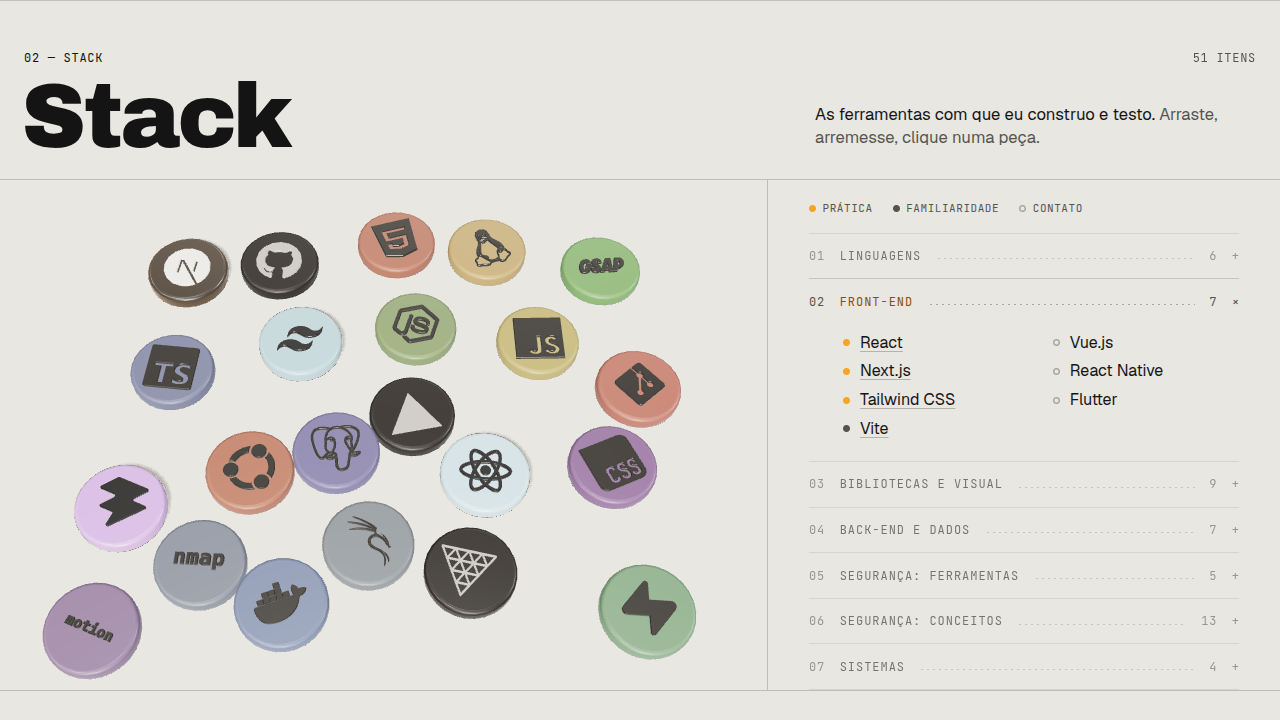 02 — STACK
51 ITENS
Stack
As ferramentas com que eu construo e testo. Arraste,
arremesse, clique numa peça.
PRÁTICA
FAMILIARIDADE
CONTATO
01 LINGUAGENS 6 +
02 FRONT-END 7 ×
React
Vue.js
Next.js
React Native
Tailwind CSS
Flutter
Vite
03 BIBLIOTECAS E VISUAL 9 +
04 BACK-END E DADOS 7 +
05 SEGURANÇA: FERRAMENTAS 5 +
06 SEGURANÇA: CONCEITOS 13 +
07 SISTEMAS 4 +
N
5
GSAP
JS
JS
TS
CSS
nmap
motion